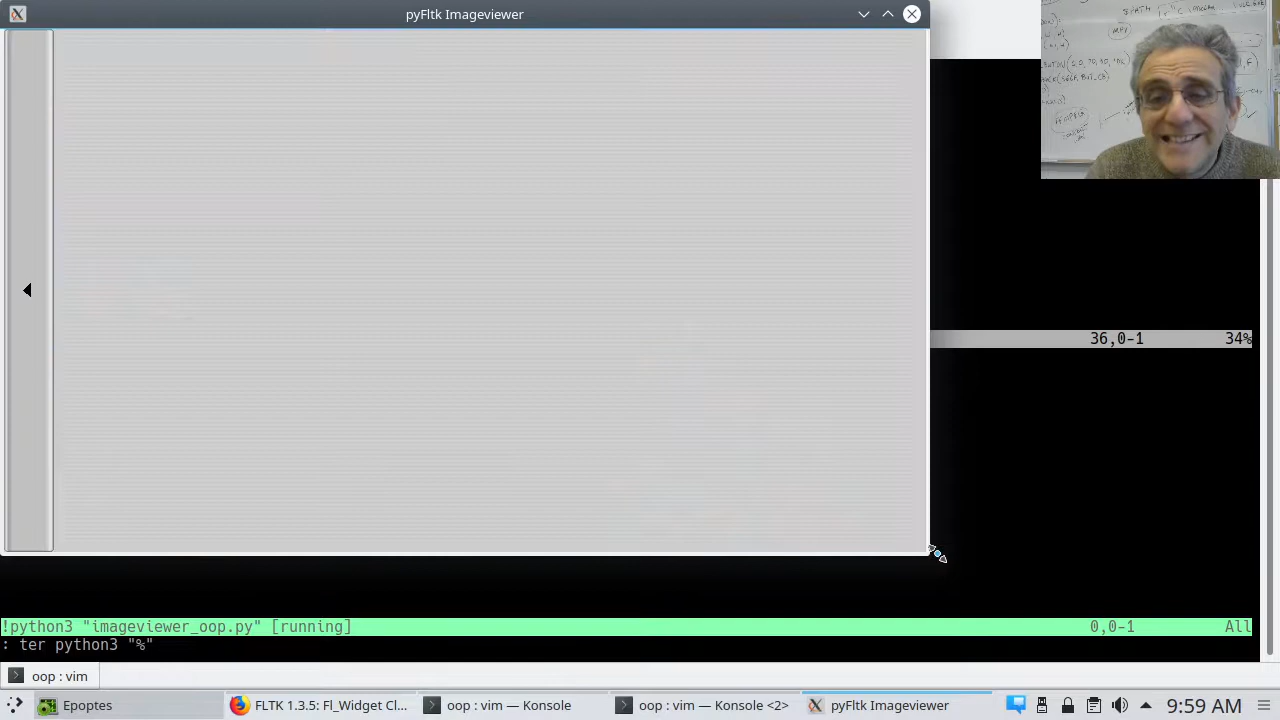 pyFltk Imageviewer
36,0-1 34%
!python3 "imageviewer_oop.py" [running] 0,0-1 All
: ter python3 "%"
oop : vim
Epoptes
FLTK 1.3.5: Fl_Widget Cl...
oop : vim — Konsole
oop : vim — Konsole <2>
pyFltk Imageviewer
9:59 AM